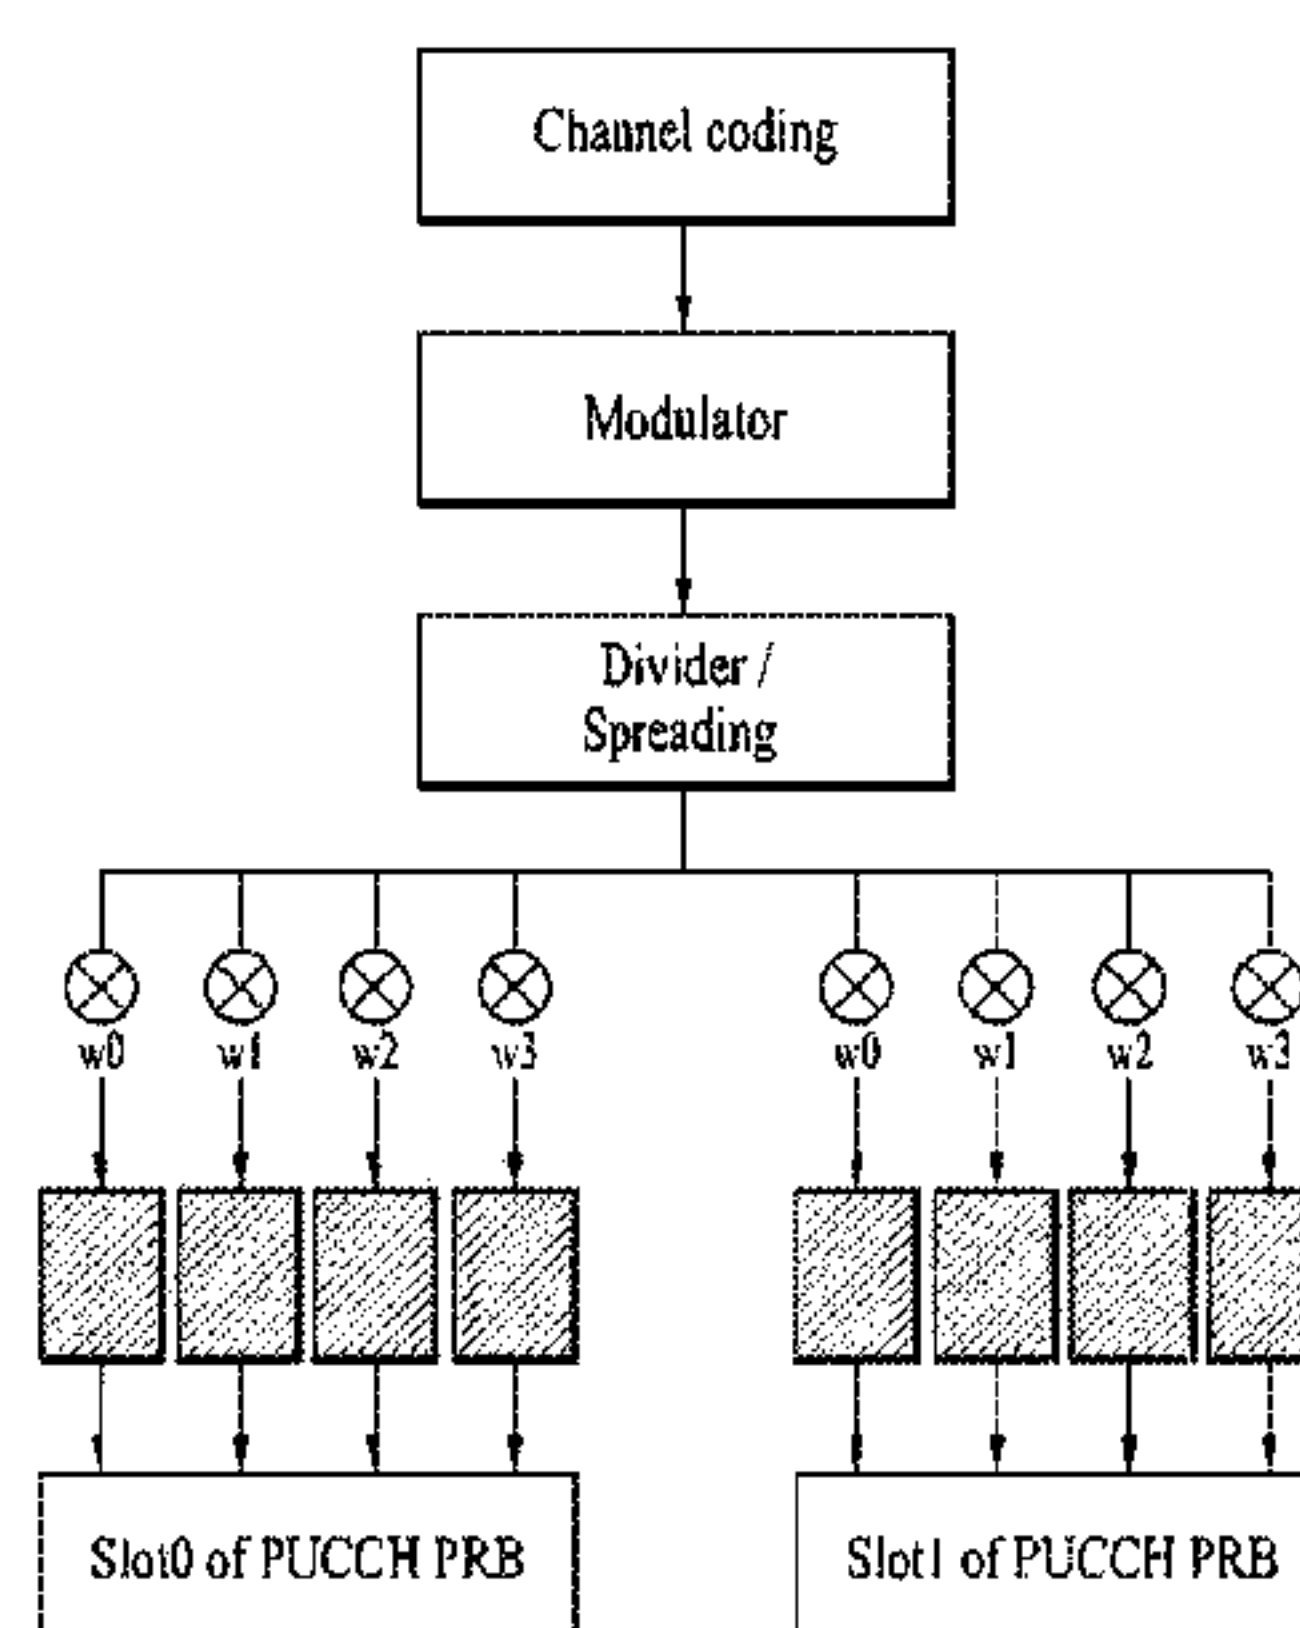 Channel coding
Modulator
Divider /
Spreading
w0 w1 w2 w3 w0 w1 w2 w3
Slot0 of PUCCH PRB Slot1 of PUCCH PRB